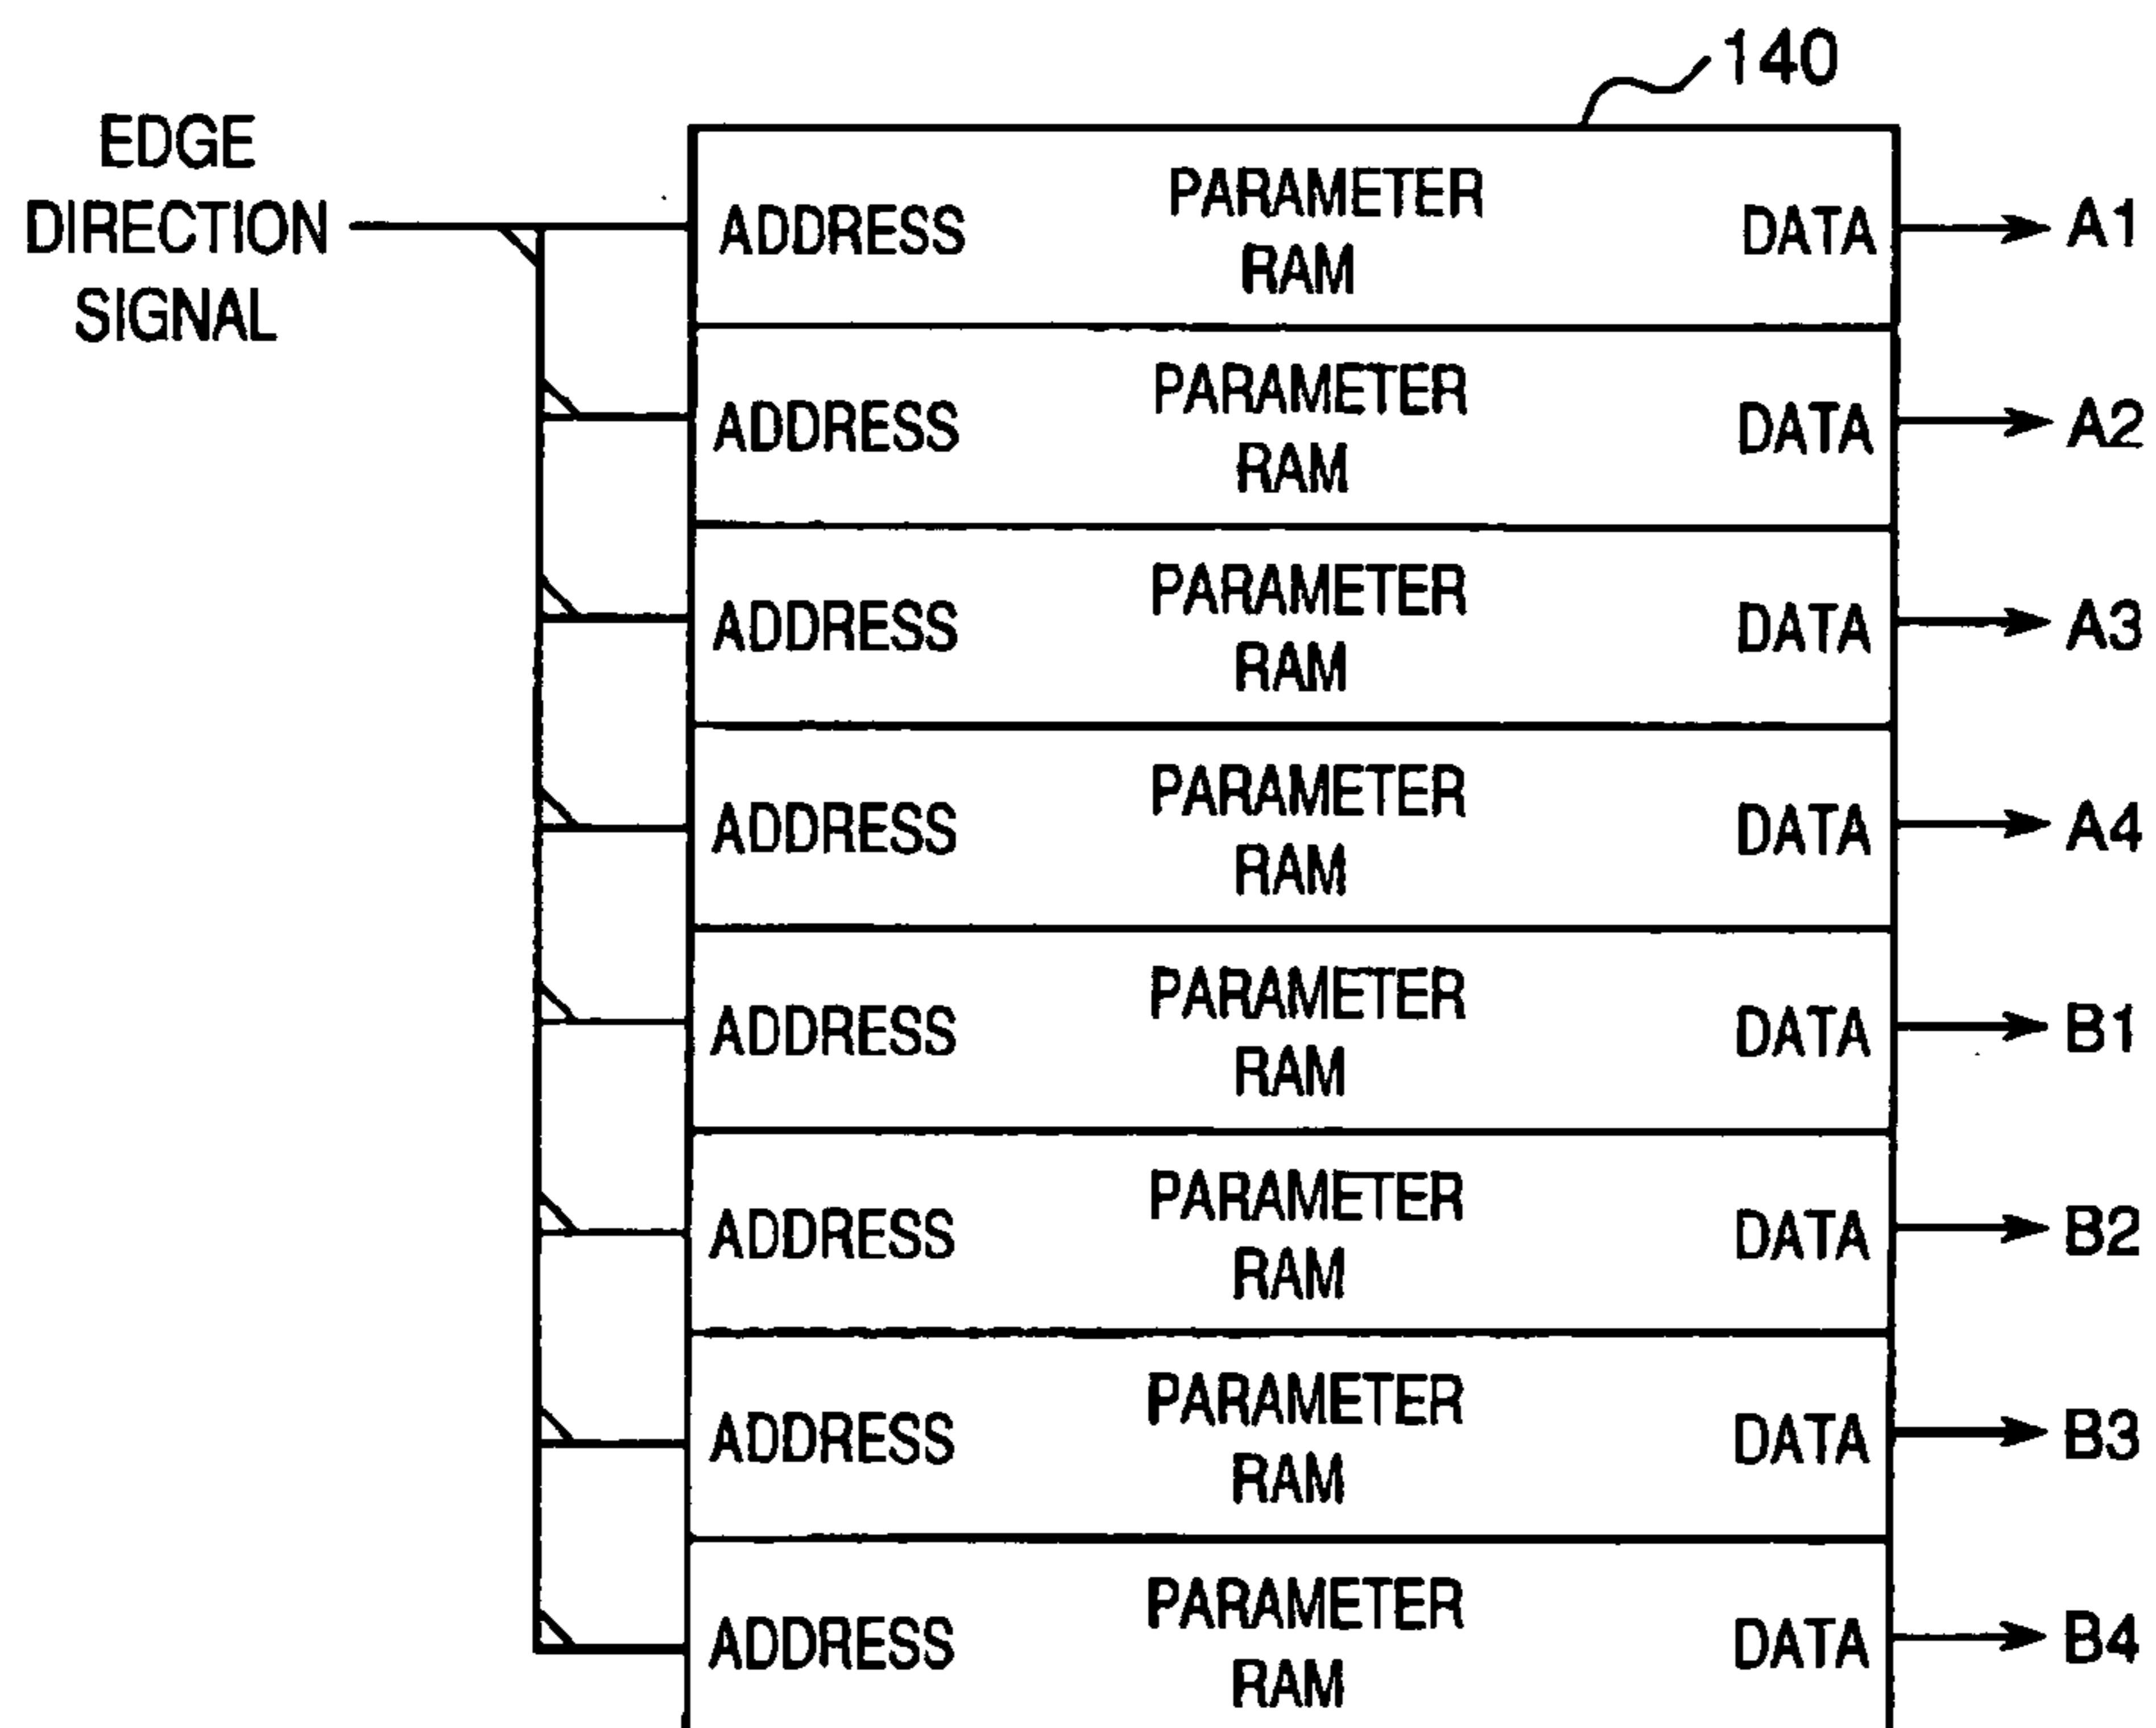 140
EDGE
DIRECTION
SIGNAL
ADDRESS PARAMETER RAM DATA A1
ADDRESS PARAMETER RAM DATA A2
ADDRESS PARAMETER RAM DATA A3
ADDRESS PARAMETER RAM DATA A4
ADDRESS PARAMETER RAM DATA B1
ADDRESS PARAMETER RAM DATA B2
ADDRESS PARAMETER RAM DATA B3
ADDRESS PARAMETER RAM DATA B4